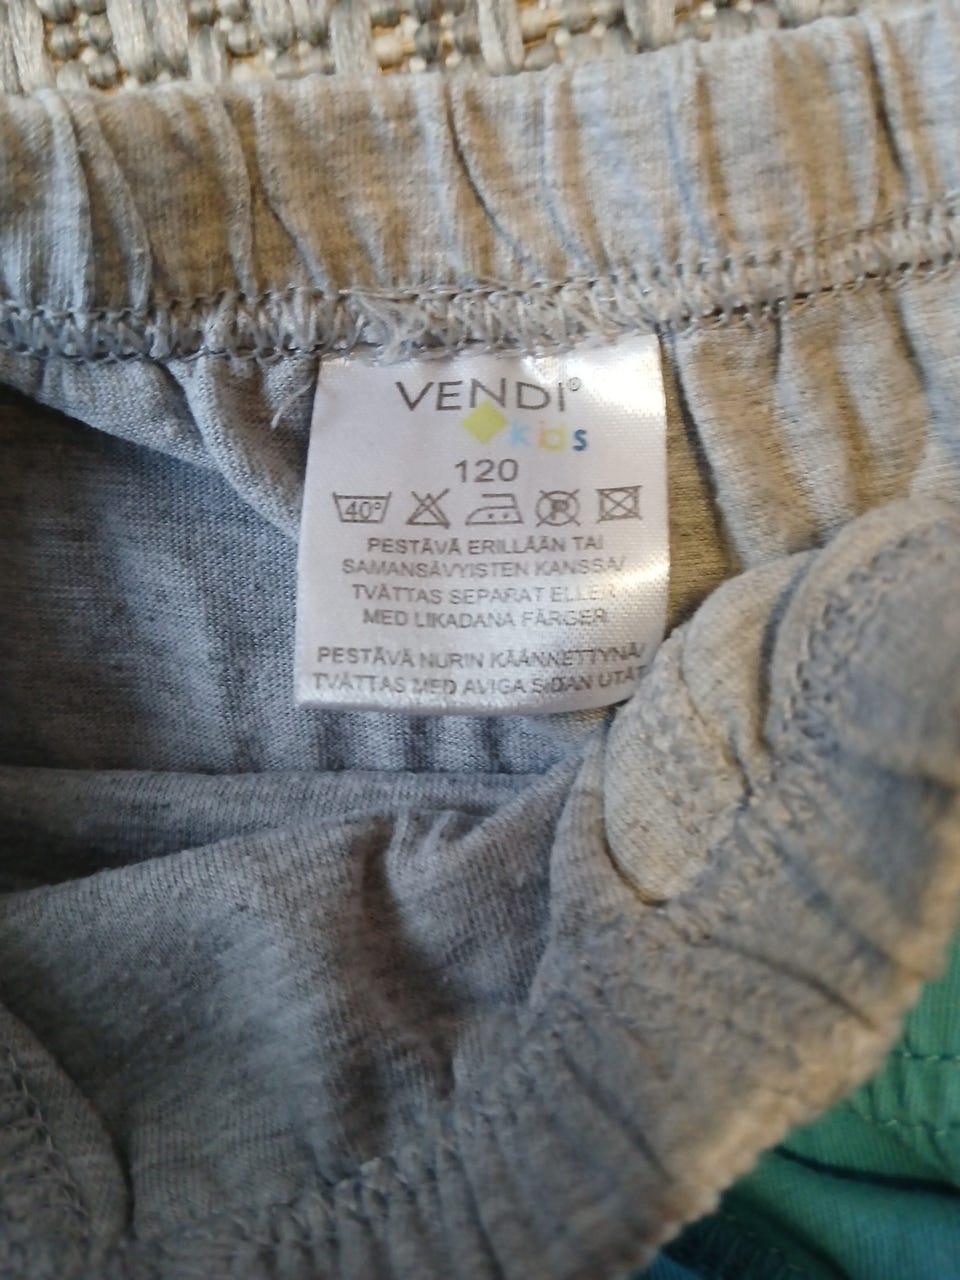 VENDI®
kids
120
40°
P
PESTÄVÄ ERILLÄÄN TAI
SAMANSÄVYISTEN KANSSA/
TVÄTTAS SEPARAT ELLER
MED LIKADANA FÄRGER
PESTÄVÄ NURIN KÄÄNNETTYNÄ/
TVÄTTAS MED AVIGA SIDAN UTÅT